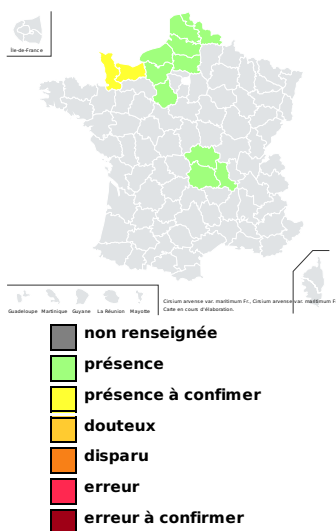 Île-de-France
Guadeloupe Martinique Guyane La Réunion Mayotte
Cirsium arvense var. maritimum Fr., Cirsium arvense var. maritimum F
Carte en cours d'élaboration.
non renseignée
présence
présence à confimer
douteux
disparu
erreur
erreur à confirmer